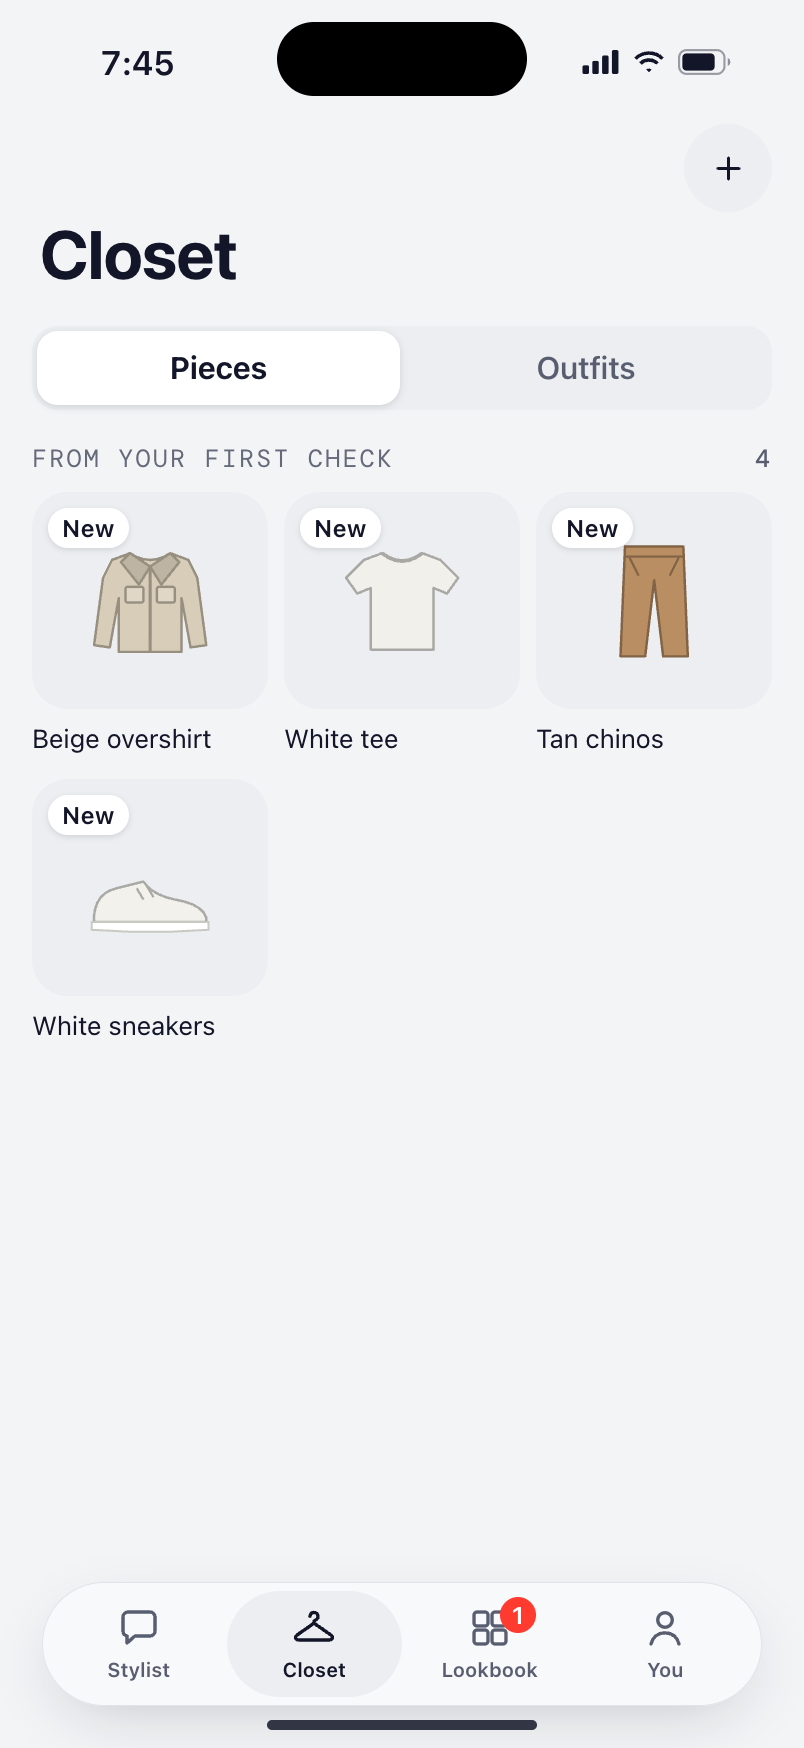 7:45
Closet
Pieces
Outfits
FROM YOUR FIRST CHECK
4
New
New
New
Beige overshirt
White tee
Tan chinos
New
White sneakers
1
Stylist
Closet
Lookbook
You